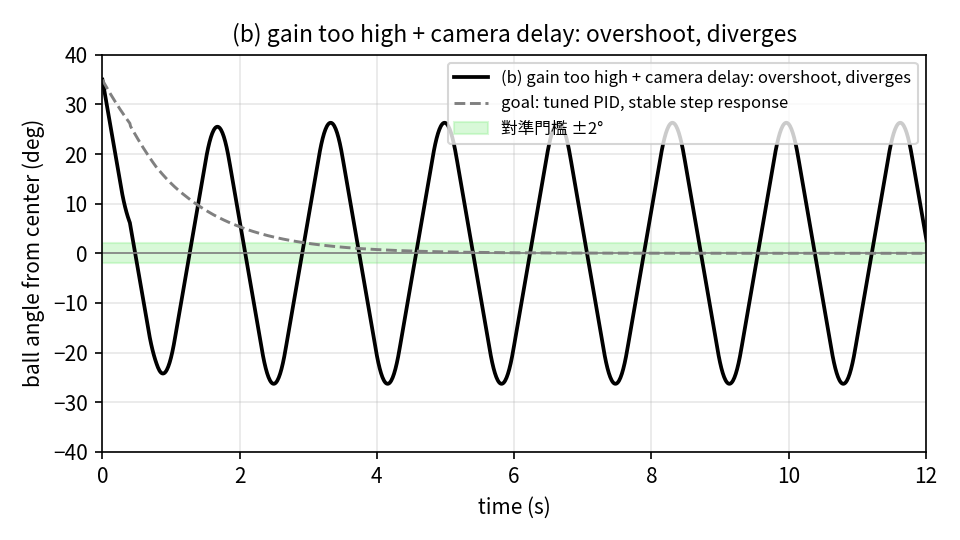 (b) gain too high + camera delay: overshoot, diverges
(b) gain too high + camera delay: overshoot, diverges
goal: tuned PID, stable step response
對準門檻 ±2°
ball angle from center (deg)
40
30
20
10
0
−10
−20
−30
−40
0 2 4 6 8 10 12
time (s)